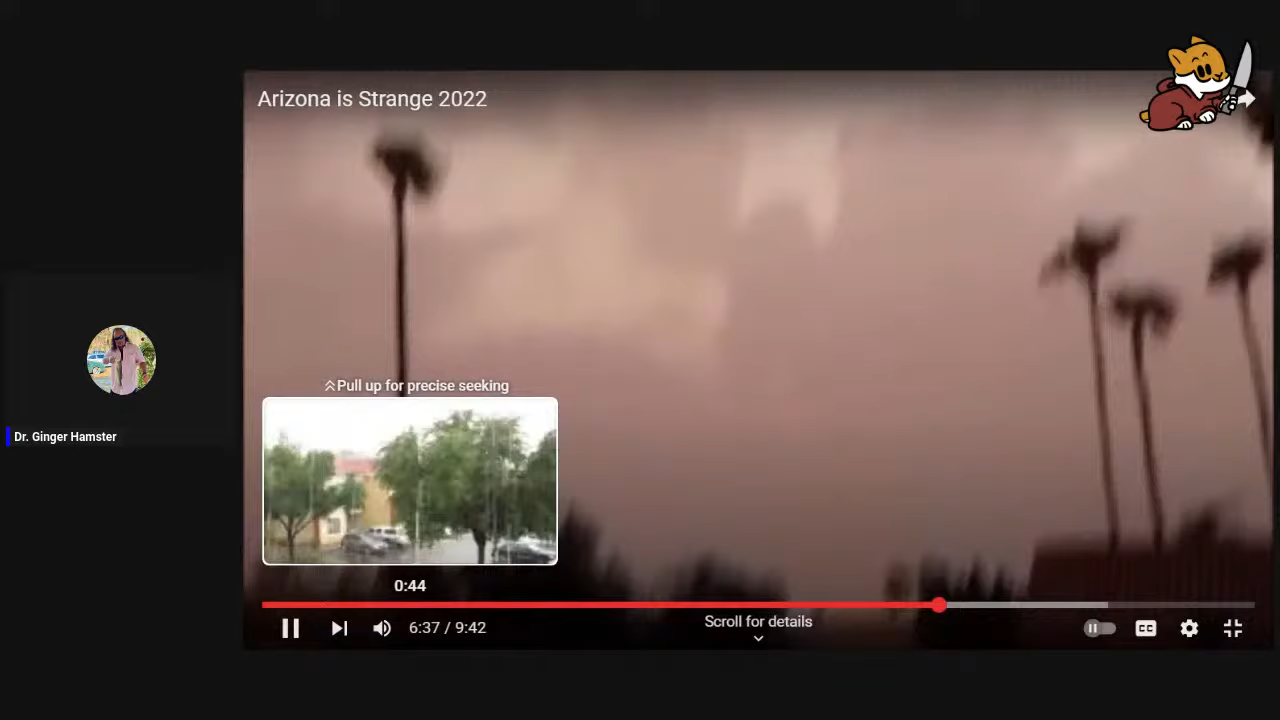 Arizona is Strange 2022
Pull up for precise seeking
Dr. Ginger Hamster
0:44
6:37 / 9:42
Scroll for details
CC